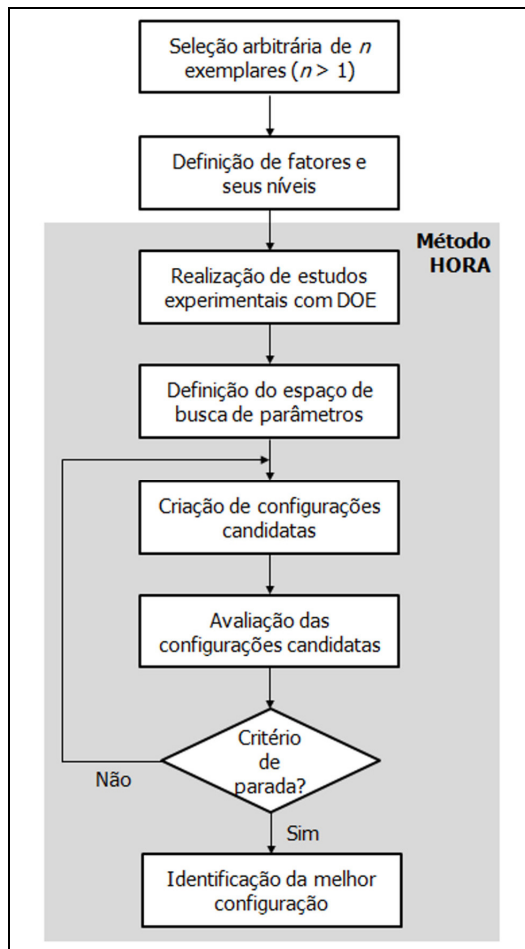 Seleção arbitrária de n
exemplares (n > 1)
Definição de fatores e
seus níveis
Método
HORA
Realização de estudos
experimentais com DOE
Definição do espaço de
busca de parâmetros
Criação de configurações
candidatas
Avaliação das
configurações candidatas
Critério
de
parada?
Não
Sim
Identificação da melhor
configuração